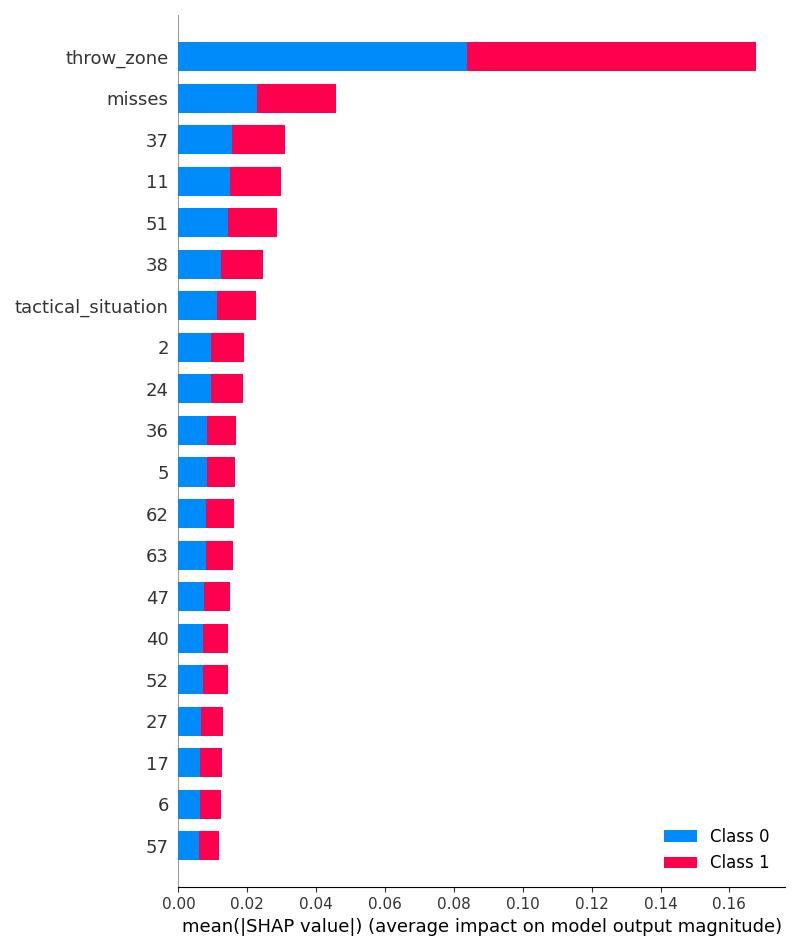 throw_zone
misses
37
11
51
38
tactical_situation
2
24
36
5
62
63
47
40
52
27
17
6
57
Class 0
Class 1
0.00 0.02 0.04 0.06 0.08 0.10 0.12 0.14 0.16
mean(|SHAP value|) (average impact on model output magnitude)